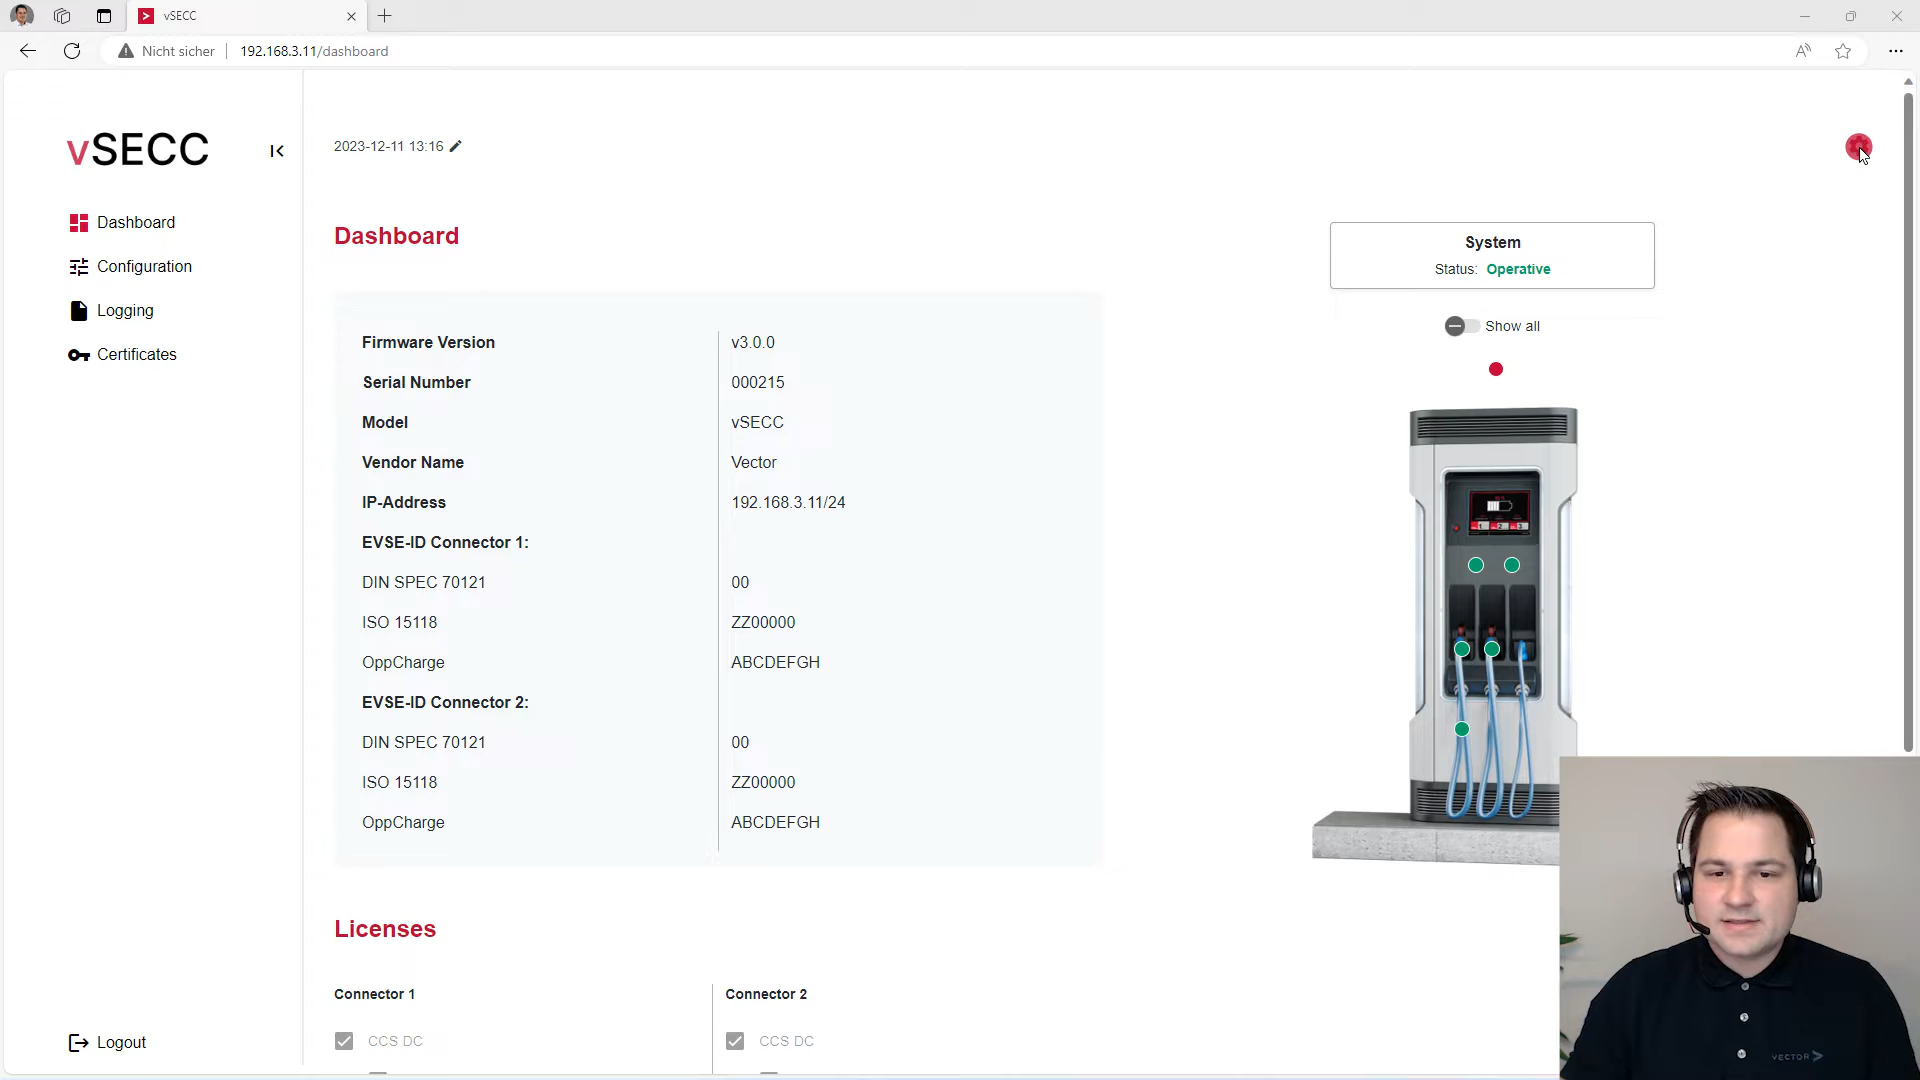 vSECC
Nicht sicher
192.168.3.11/dashboard
vSECC
2023-12-11 13:16
Dashboard
Configuration
Logging
Certificates
Logout
Dashboard
Firmware Version v3.0.0
Serial Number 000215
Model vSECC
Vendor Name Vector
IP-Address 192.168.3.11/24
EVSE-ID Connector 1:
DIN SPEC 70121 00
ISO 15118 ZZ00000
OppCharge ABCDEFGH
EVSE-ID Connector 2:
DIN SPEC 70121 00
ISO 15118 ZZ00000
OppCharge ABCDEFGH
System
Status: Operative
Show all
1 2 3
Licenses
Connector 1
CCS DC
Connector 2
CCS DC
VECTOR